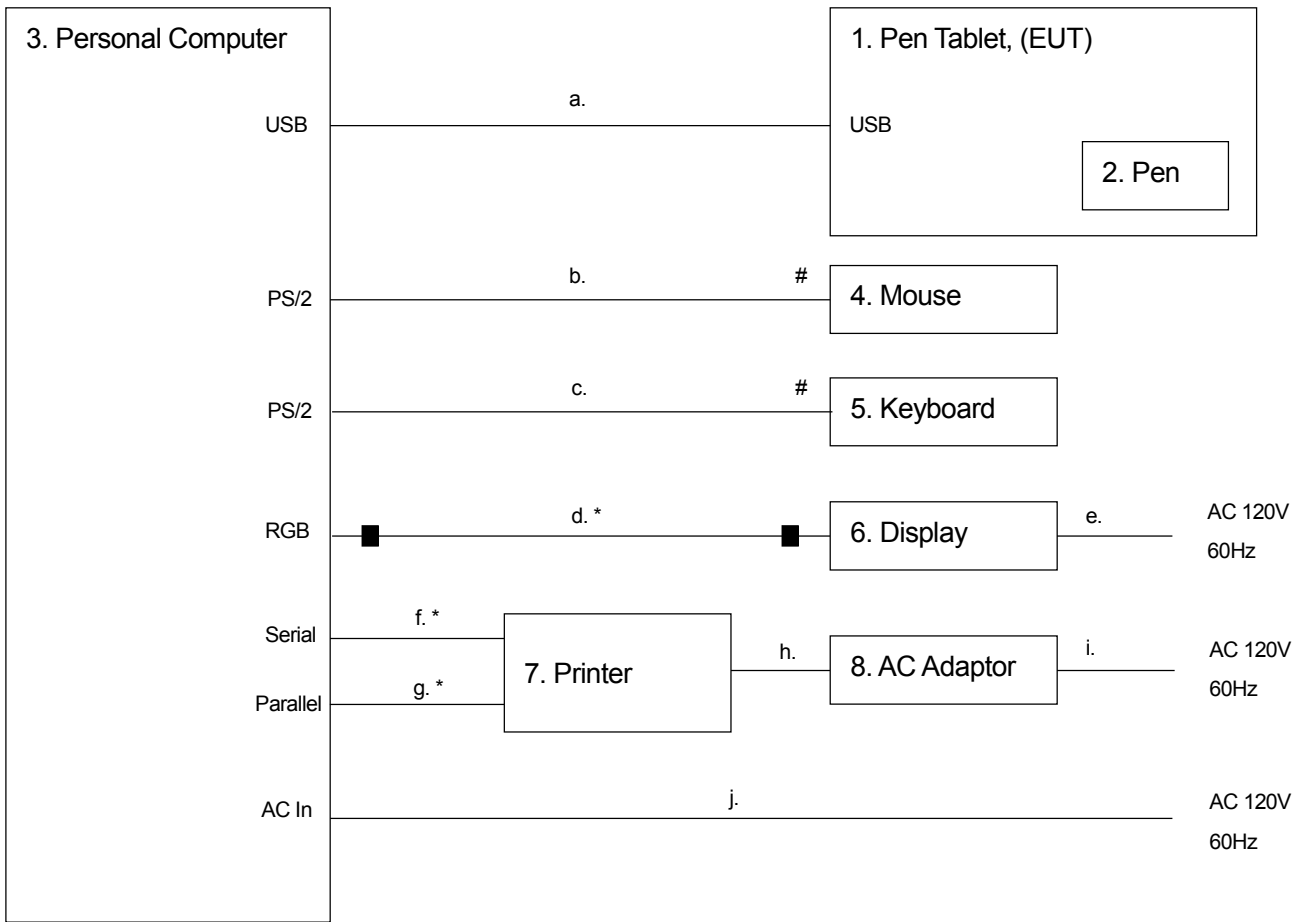 3. Personal Computer
1. Pen Tablet, (EUT)
a.
USB
USB
2. Pen
b.
#
PS/2
4. Mouse
c.
#
PS/2
5. Keyboard
d. *
e.
AC 120V
RGB
6. Display
60Hz
f. *
Serial
h.
i.
AC 120V
7. Printer
8. AC Adaptor
g. *
60Hz
Parallel
j.
AC In
AC 120V
60Hz